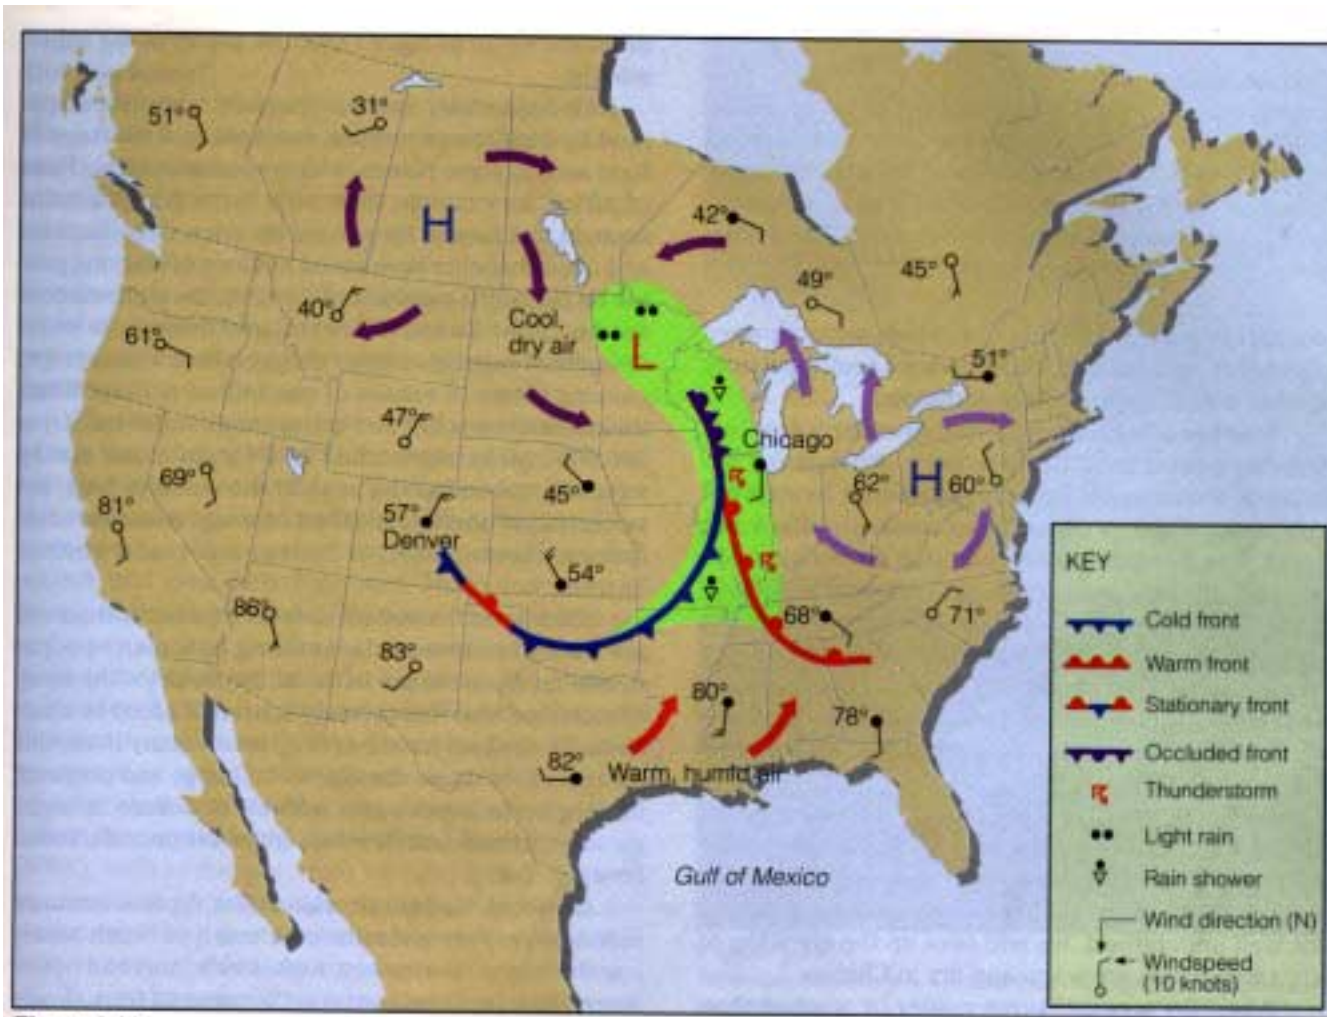 51°
31°
H
42°
45°
49°
40°
Cool,
dry air
61°
L
51°
47°
Chicago
69°
45°
62°
H
60°
81°
57°
Denver
54°
86°
68°
71°
83°
80°
78°
82°
Warm, humid air
Gulf of Mexico
KEY
Cold front
Warm front
Stationary front
Occluded front
Thunderstorm
Light rain
Rain shower
Wind direction (N)
Windspeed
(10 knots)